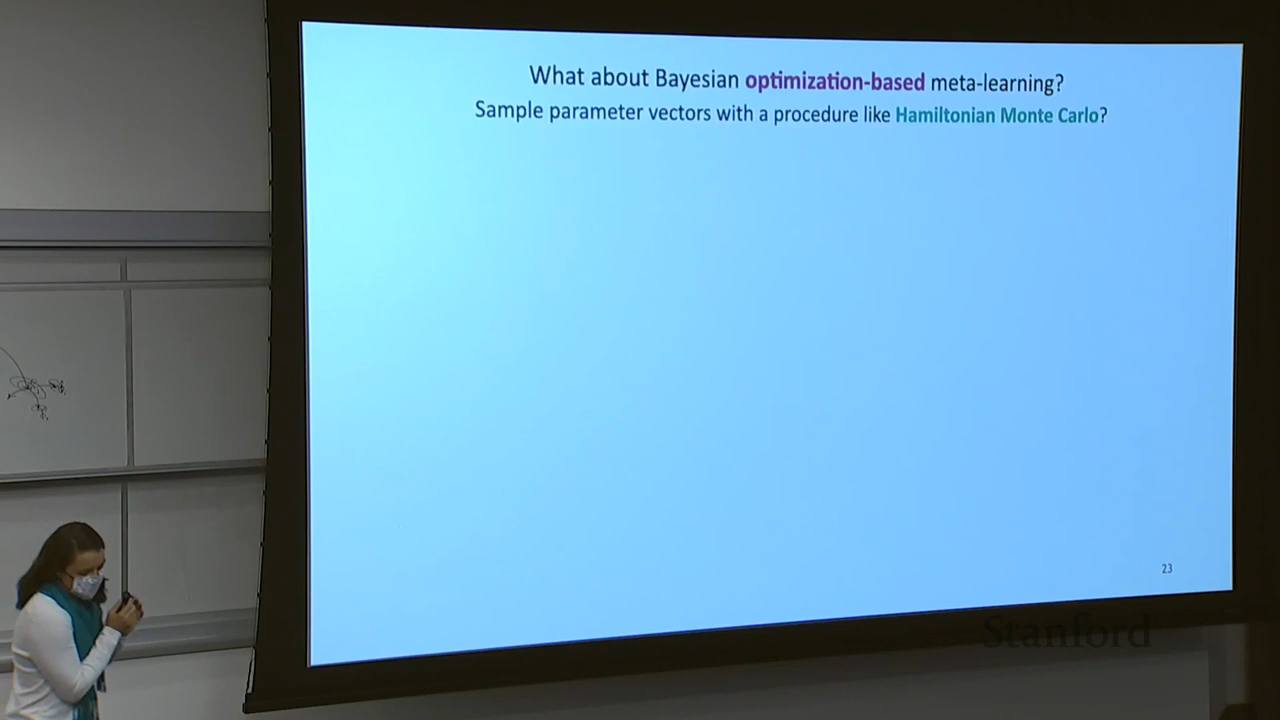 What about Bayesian optimization-based meta-learning?
Sample parameter vectors with a procedure like Hamiltonian Monte Carlo?
23
Stanford